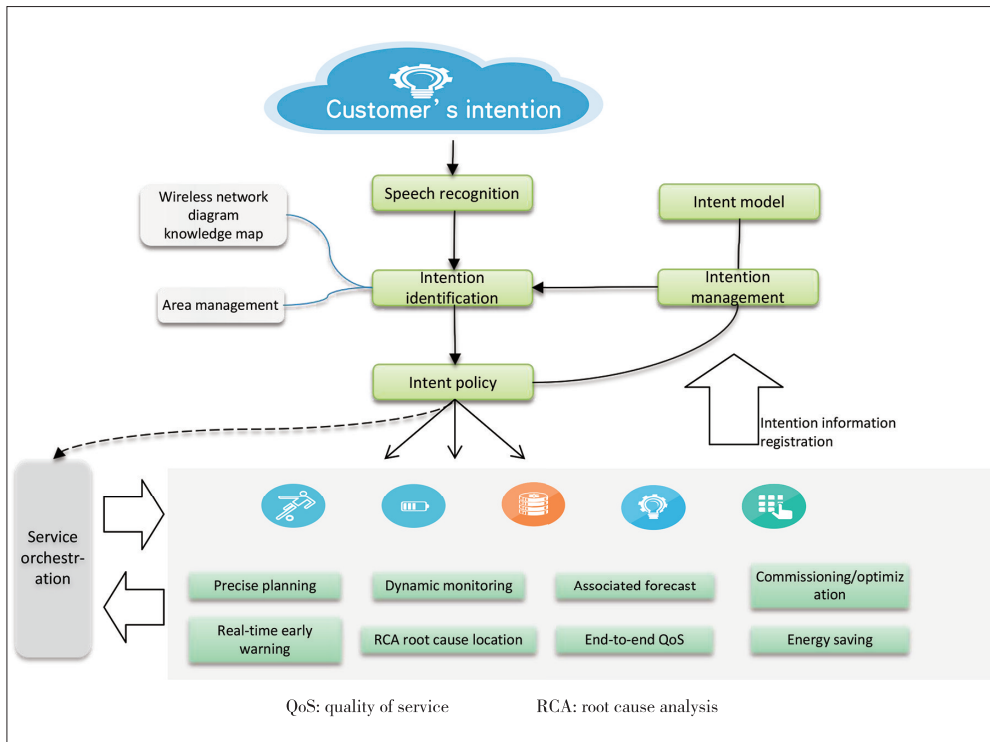 Customer’s intention
Speech recognition
Intent model
Wireless network
diagram
knowledge map
Intention
identification
Intention
management
Area management
Intent policy
Intention information
registration
Service
orchestr-
ation
Precise planning
Dynamic monitoring
Associated forecast
Commissioning/optimiz
ation
Real-time early
warning
RCA root cause location
End-to-end QoS
Energy saving
QoS: quality of service
RCA: root cause analysis